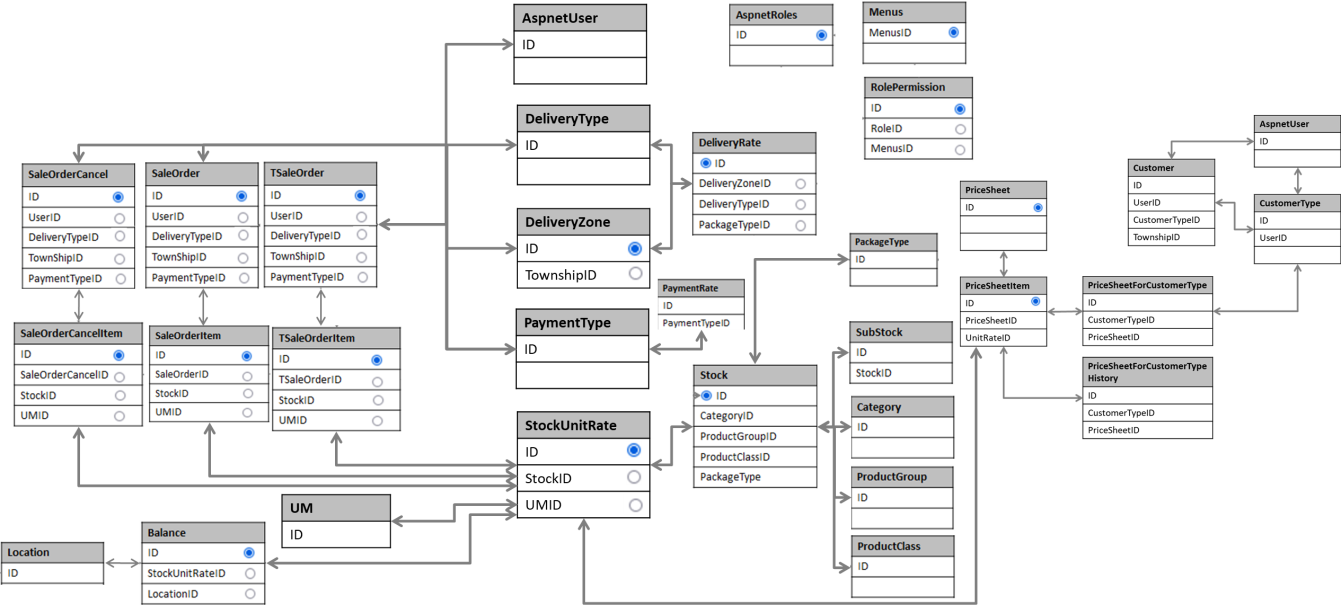 AspnetUser
ID
AspnetRoles
ID
Menus
MenusID
RolePermission
ID
RoleID
MenusID
DeliveryType
ID
DeliveryRate
ID
DeliveryZoneID
DeliveryTypeID
PackageTypeID
AspnetUser
ID
Customer
ID
UserID
CustomerTypeID
TownshipID
CustomerType
ID
UserID
SaleOrderCancel
ID
UserID
DeliveryTypeID
TownShipID
PaymentTypeID
SaleOrder
ID
UserID
DeliveryTypeID
TownShipID
PaymentTypeID
TSaleOrder
ID
UserID
DeliveryTypeID
TownShipID
PaymentTypeID
DeliveryZone
ID
TownshipID
PriceSheet
ID
PackageType
ID
PaymentRate
ID
PaymentTypeID
PriceSheetItem
ID
PriceSheetID
UnitRateID
PriceSheetForCustomerType
ID
CustomerTypeID
PriceSheetID
PaymentType
ID
SaleOrderCancelItem
ID
SaleOrderCancelID
StockID
UMID
SaleOrderItem
ID
SaleOrderID
StockID
UMID
TSaleOrderItem
ID
TSaleOrderID
StockID
UMID
SubStock
ID
StockID
PriceSheetForCustomerType
History
ID
CustomerTypeID
PriceSheetID
Stock
ID
CategoryID
ProductGroupID
ProductClassID
PackageType
Category
ID
StockUnitRate
ID
StockID
UMID
ProductGroup
ID
UM
ID
Balance
ID
StockUnitRateID
LocationID
Location
ID
ProductClass
ID